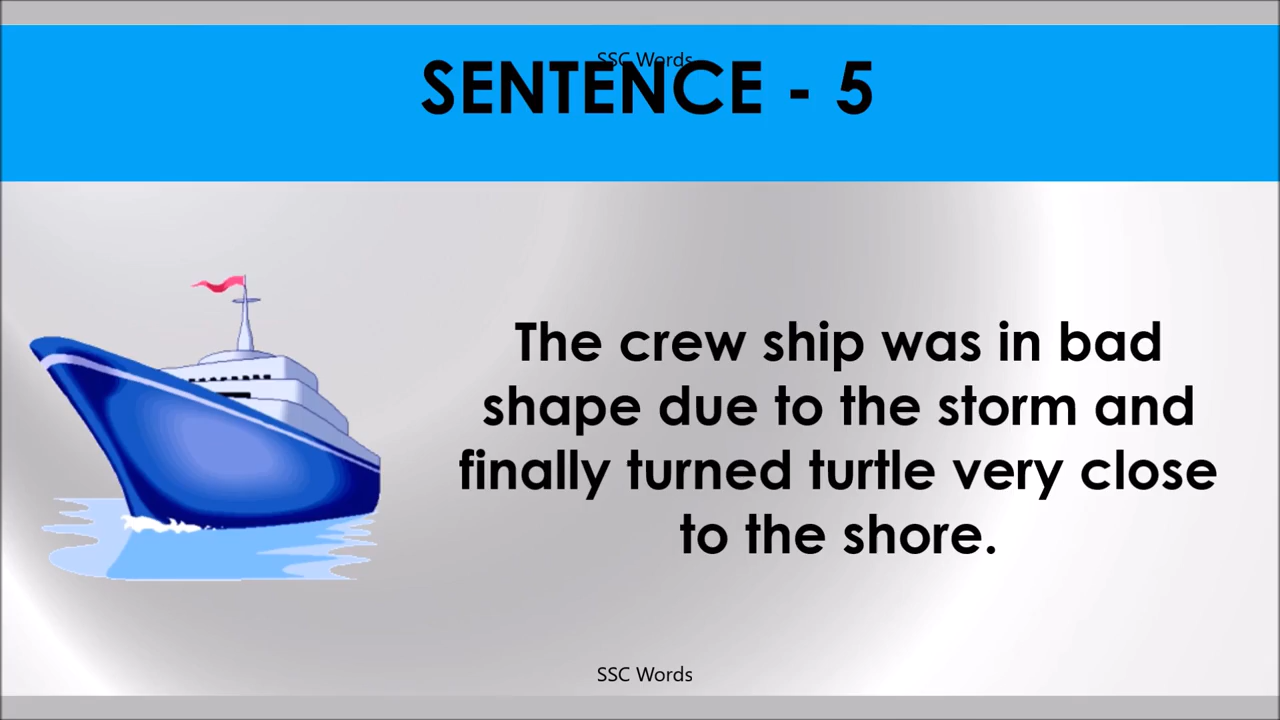 SSC Words
SENTENCE - 5
The crew ship was in bad
shape due to the storm and
finally turned turtle very close
to the shore.
SSC Words